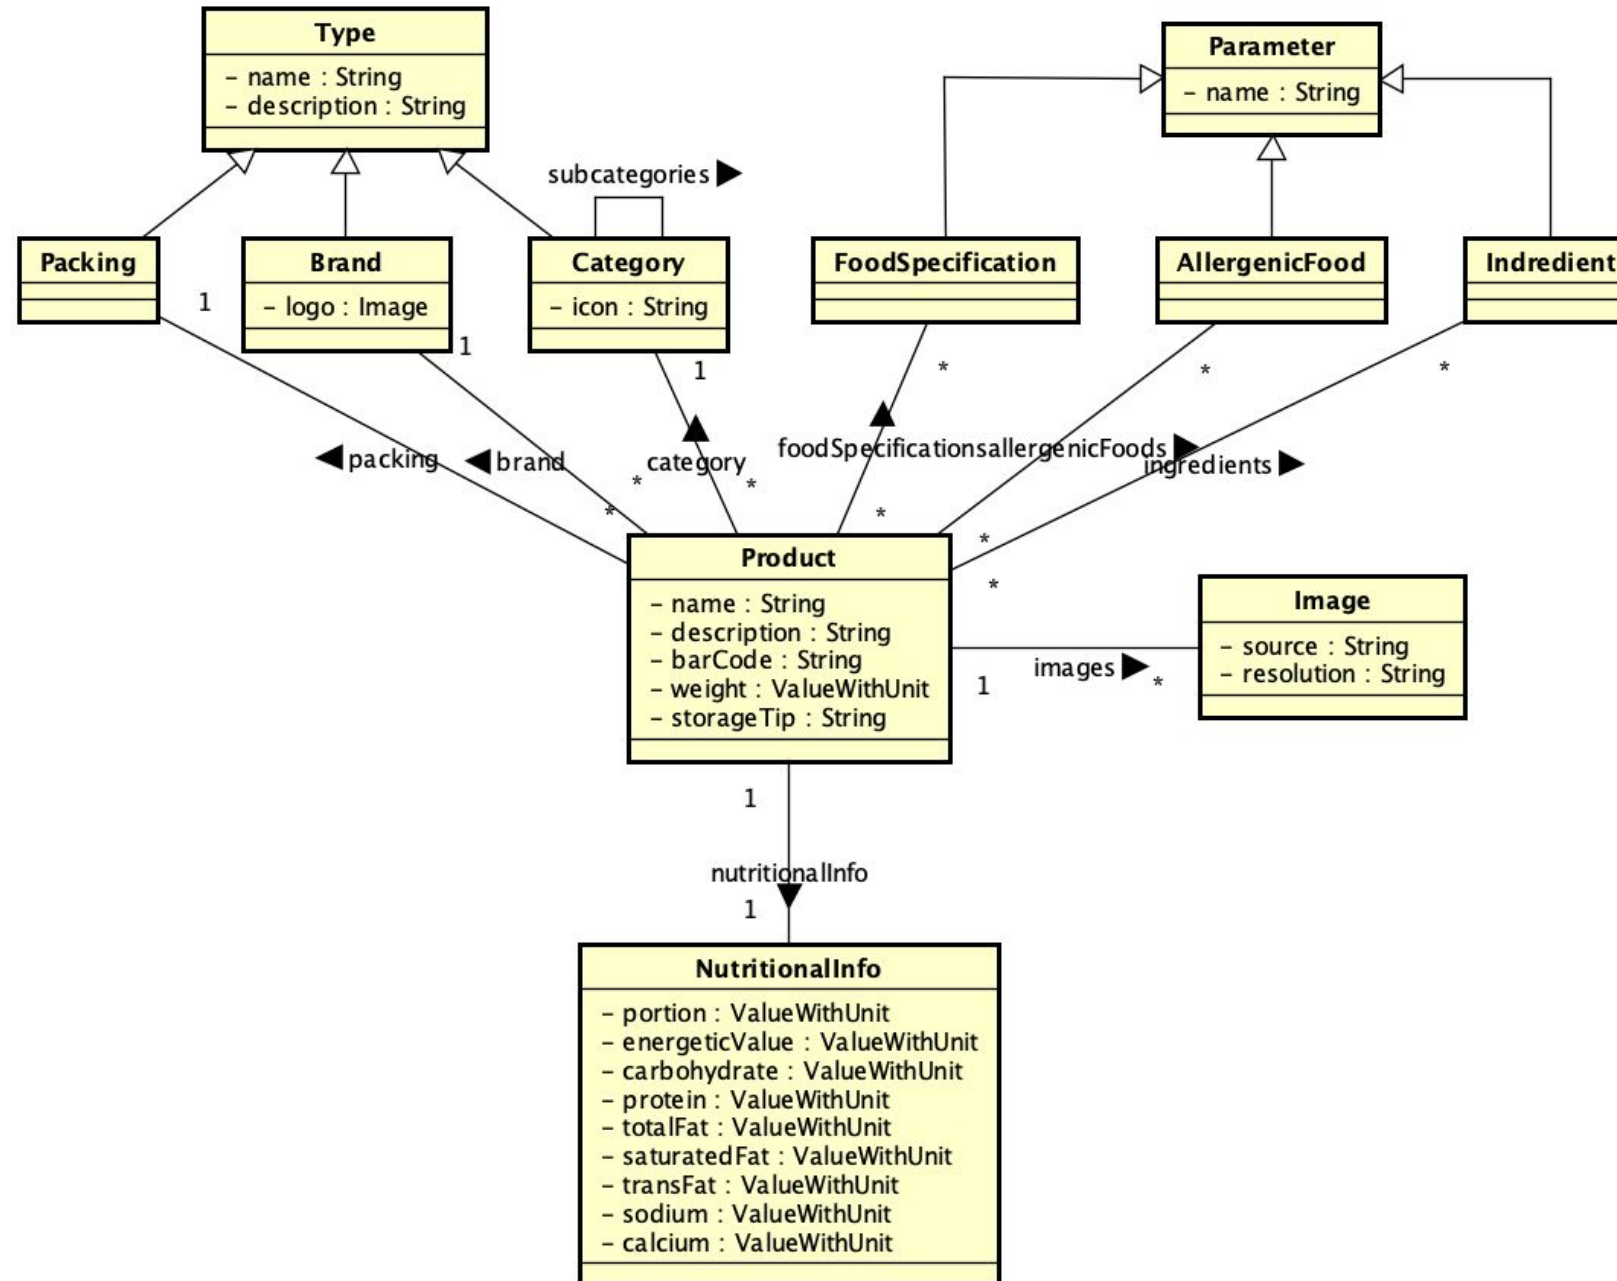 Type
– name : String
– description : String
Parameter
– name : String
subcategories
Packing
Brand
– logo : Image
Category
– icon : String
FoodSpecification
AllergenicFood
Indredient
1
1
1
*
*
*
packing
brand
category
foodSpecifications
allergenicFoods
ingredients
*
*
*
*
*
*
Product
– name : String
– description : String
– barCode : String
– weight : ValueWithUnit
– storageTip : String
Image
– source : String
– resolution : String
1
images
*
1
nutritionalInfo
1
NutritionalInfo
– portion : ValueWithUnit
– energeticValue : ValueWithUnit
– carbohydrate : ValueWithUnit
– protein : ValueWithUnit
– totalFat : ValueWithUnit
– saturatedFat : ValueWithUnit
– transFat : ValueWithUnit
– sodium : ValueWithUnit
– calcium : ValueWithUnit